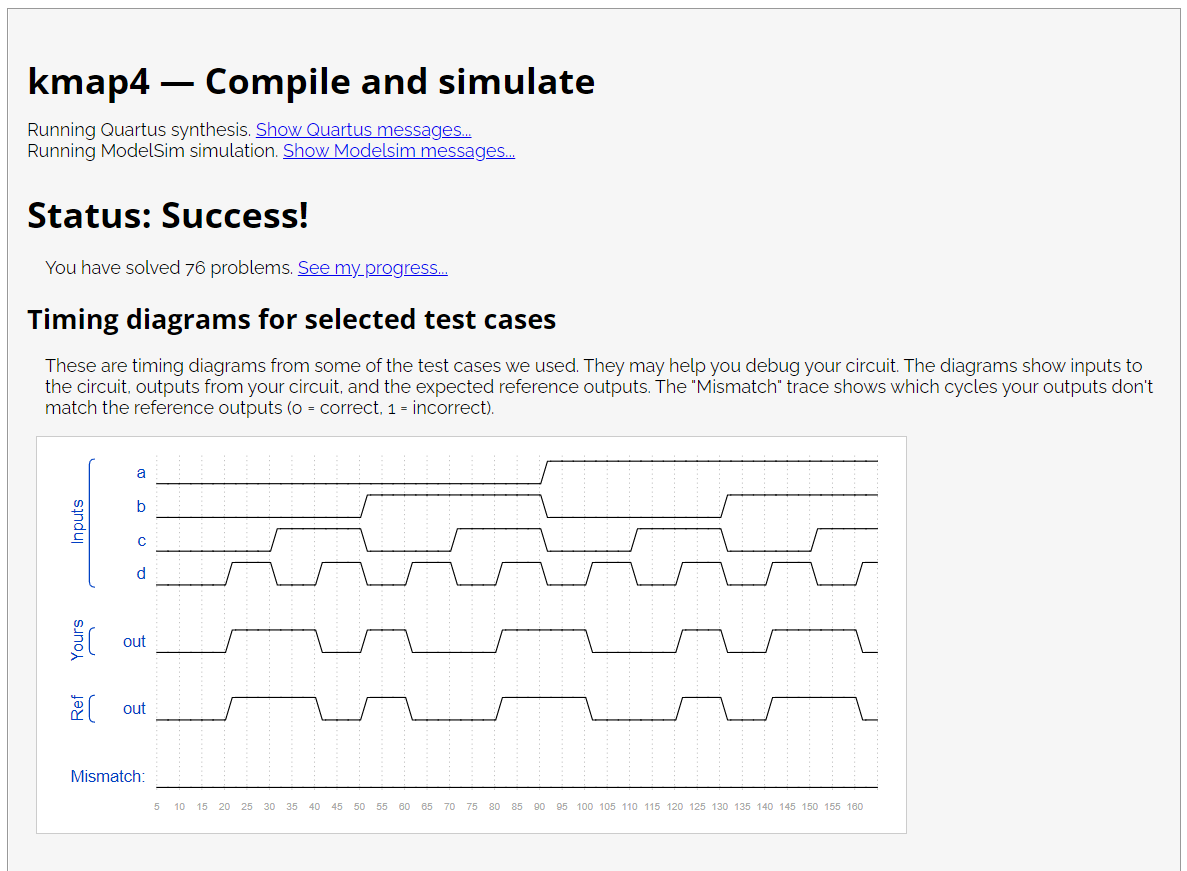 kmap4 — Compile and simulate
Running Quartus synthesis. Show Quartus messages...
Running ModelSim simulation. Show Modelsim messages...
Status: Success!
You have solved 76 problems. See my progress...
Timing diagrams for selected test cases
These are timing diagrams from some of the test cases we used. They may help you debug your circuit. The diagrams show inputs to
the circuit, outputs from your circuit, and the expected reference outputs. The "Mismatch" trace shows which cycles your outputs don't
match the reference outputs (0 = correct, 1 = incorrect).
Inputs
a
b
c
d
Yours
out
Ref
out
Mismatch:
5 10 15 20 25 30 35 40 45 50 55 60 65 70 75 80 85 90 95 100 105 110 115 120 125 130 135 140 145 150 155 160